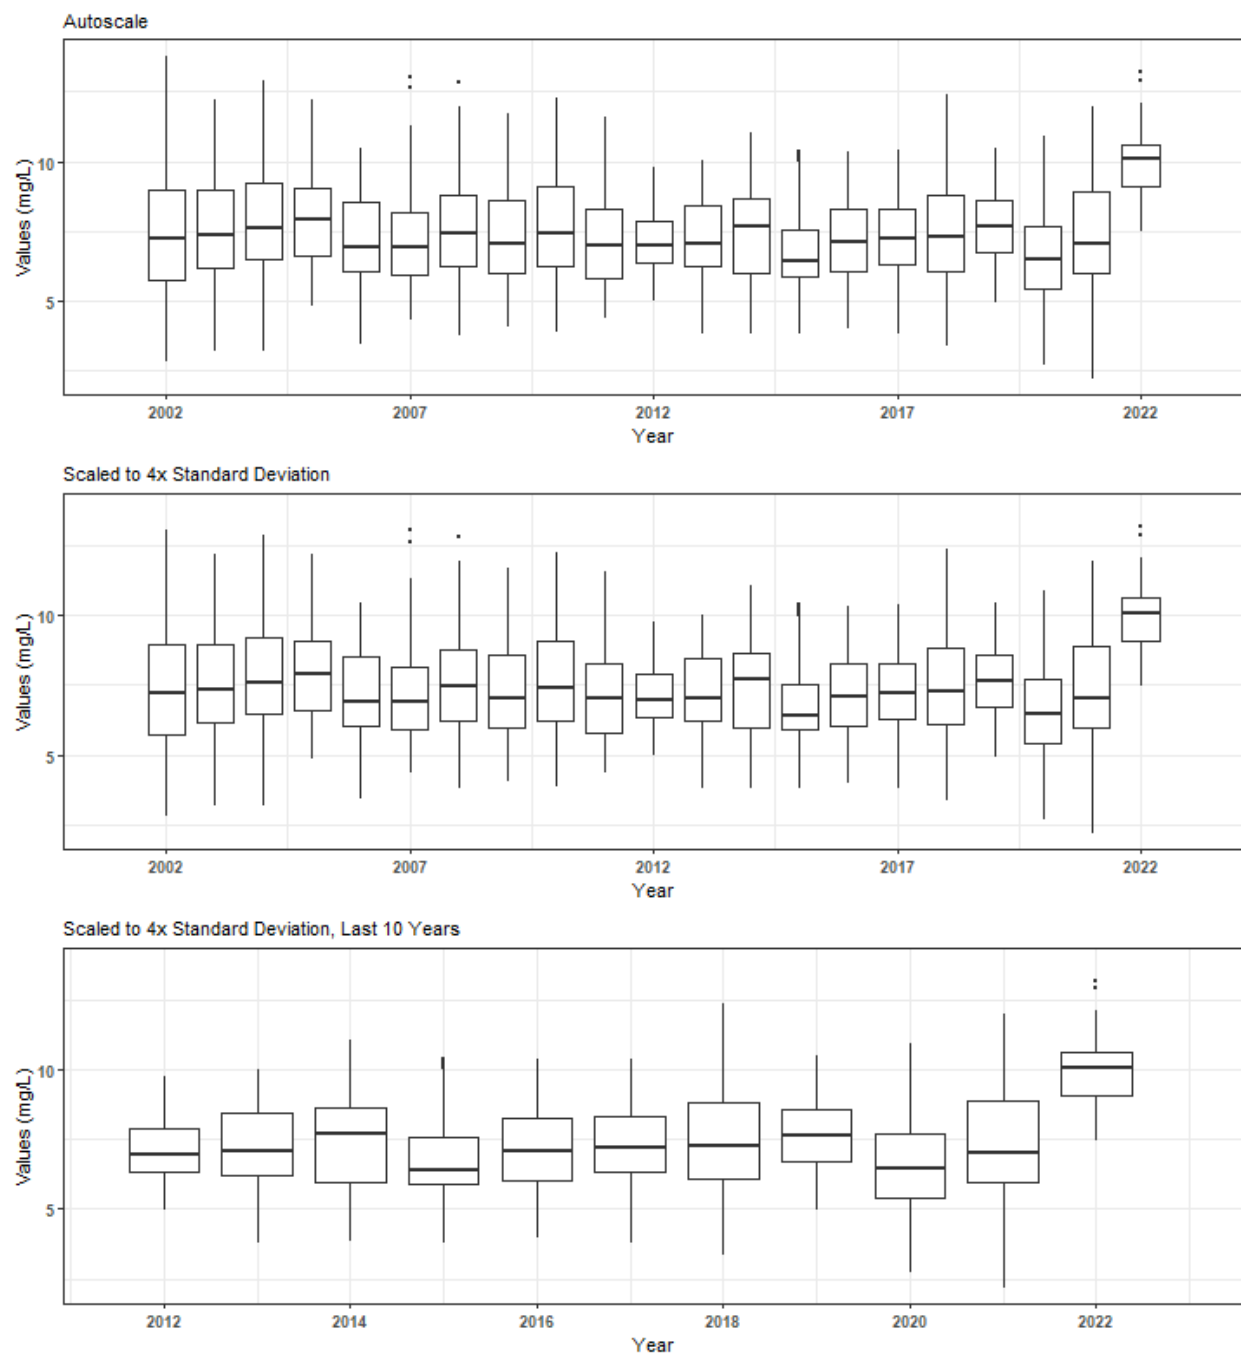 Autoscale
Values (mg/L)
10
5
2002 2007 2012 2017 2022
Year
Scaled to 4x Standard Deviation
Values (mg/L)
10
5
2002 2007 2012 2017 2022
Year
Scaled to 4x Standard Deviation, Last 10 Years
Values (mg/L)
10
5
2012 2014 2016 2018 2020 2022
Year